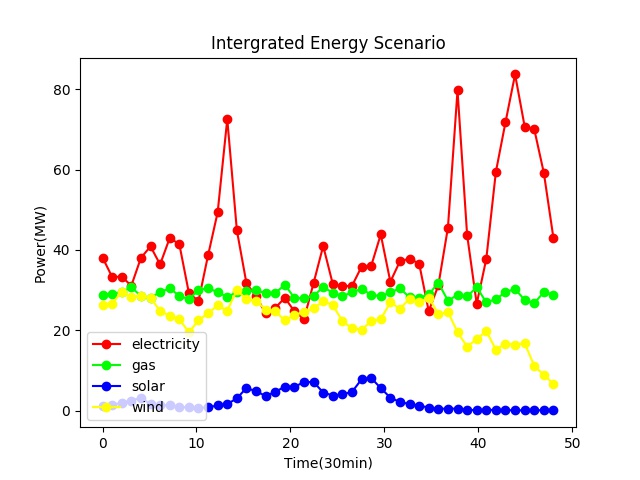 Intergrated Energy Scenario
Power(MW)
80
60
40
20
0
electricity
gas
solar
wind
0 10 20 30 40 50
Time(30min)